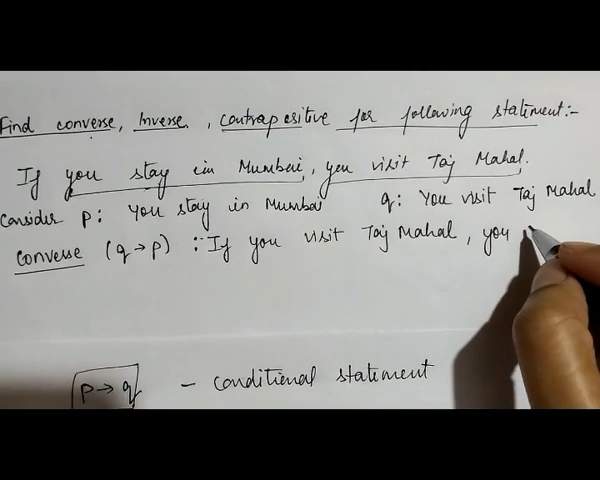 Find converse, Inverse, contrapositive for following statement:-
If you stay in Mumbai, you visit Taj Mahal.
Consider p: You stay in Mumbai q: You visit Taj Mahal
Converse (q→p) : If you visit Taj Mahal, you
p→q - conditional statement